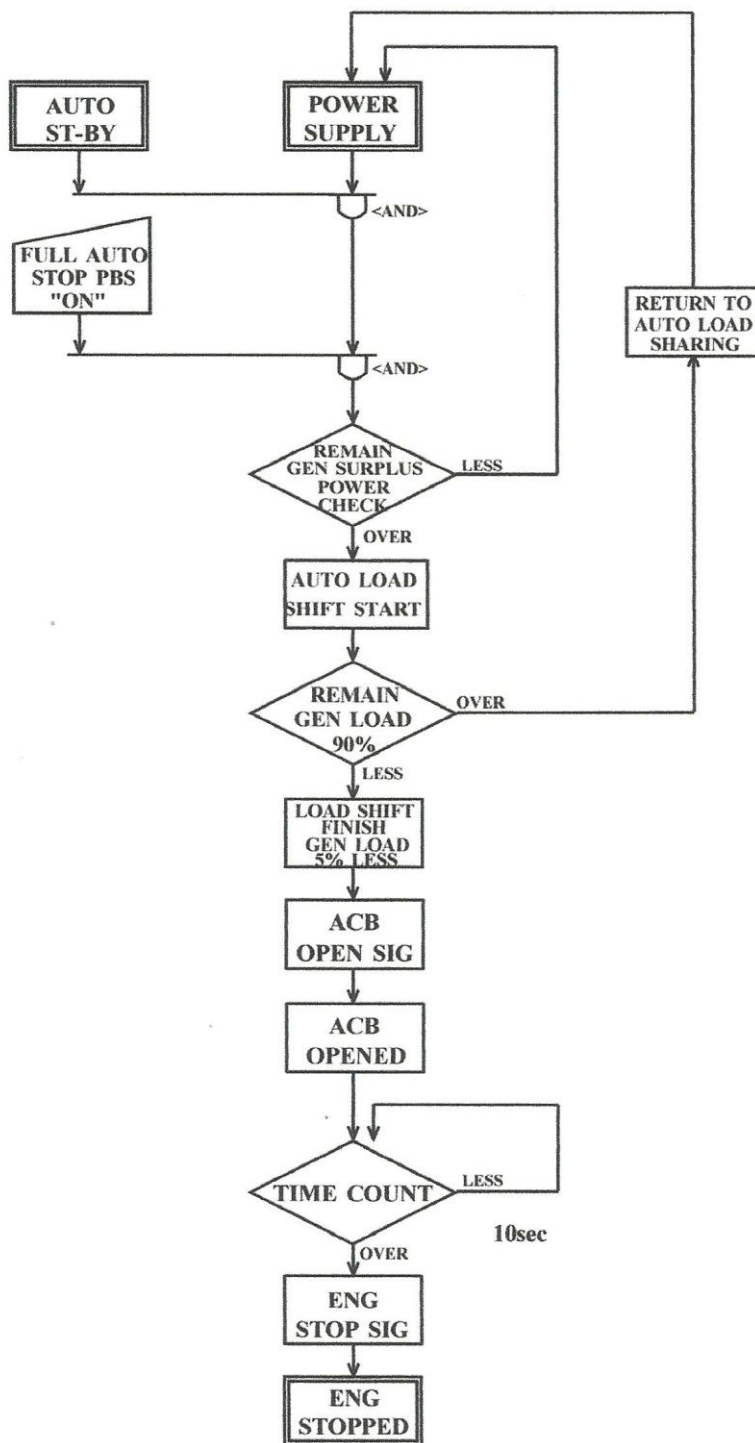 AUTO
ST-BY
POWER
SUPPLY
<AND>
FULL AUTO
STOP PBS
"ON"
RETURN TO
AUTO LOAD
SHARING
<AND>
REMAIN
GEN SURPLUS
POWER
CHECK
LESS
OVER
AUTO LOAD
SHIFT START
REMAIN
GEN LOAD
90%
OVER
LESS
LOAD SHIFT
FINISH
GEN LOAD
5% LESS
ACB
OPEN SIG
ACB
OPENED
TIME COUNT
LESS
10sec
OVER
ENG
STOP SIG
ENG
STOPPED